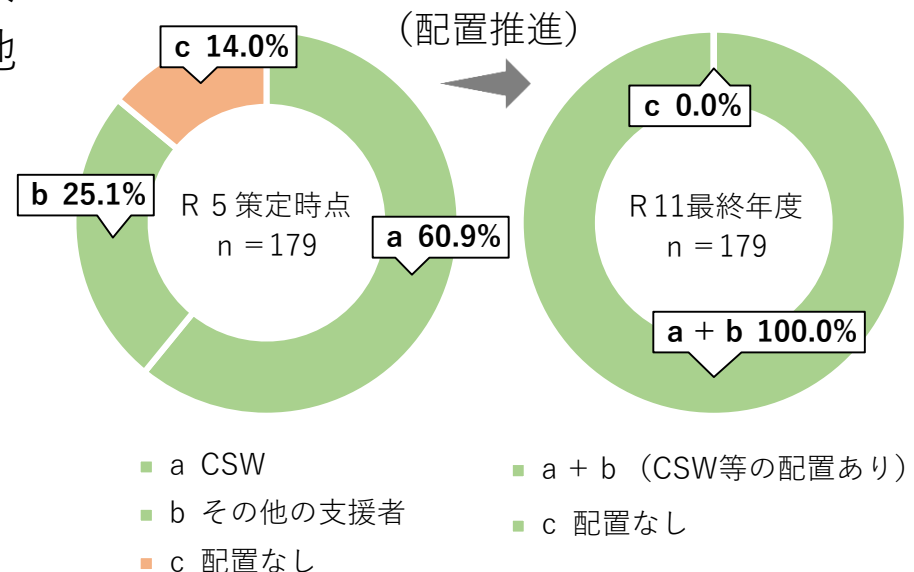 他
(配置推進)
c 14.0%
b 25.1%
a 60.9%
R 5 策定時点
n =179
c 0.0%
R 11最終年度
n =179
a + b 100.0%
a CSW
b その他の支援者
c 配置なし
a + b (CSW等の配置あり)
c 配置なし